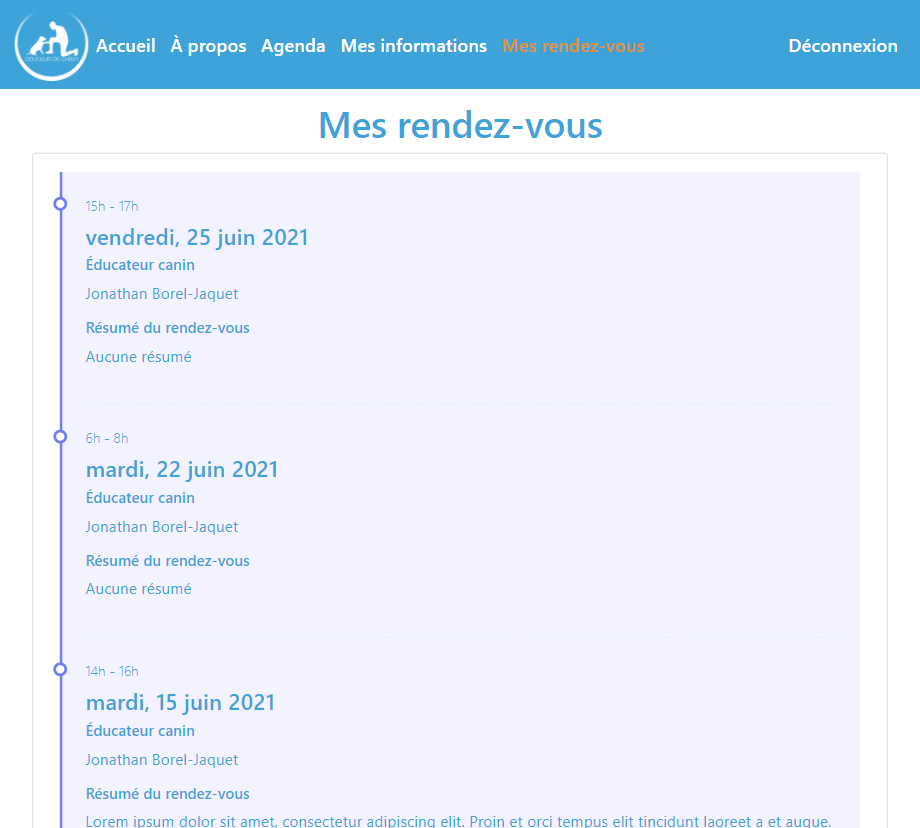 DOUCEUR DE CHIEN
Accueil À propos Agenda Mes informations Mes rendez-vous Déconnexion
Mes rendez-vous
15h - 17h
vendredi, 25 juin 2021
Éducateur canin
Jonathan Borel-Jaquet
Résumé du rendez-vous
Aucune résumé
6h - 8h
mardi, 22 juin 2021
Éducateur canin
Jonathan Borel-Jaquet
Résumé du rendez-vous
Aucune résumé
14h - 16h
mardi, 15 juin 2021
Éducateur canin
Jonathan Borel-Jaquet
Résumé du rendez-vous
Lorem ipsum dolor sit amet, consectetur adipiscing elit. Proin et orci tempus elit tincidunt laoreet a et augue.